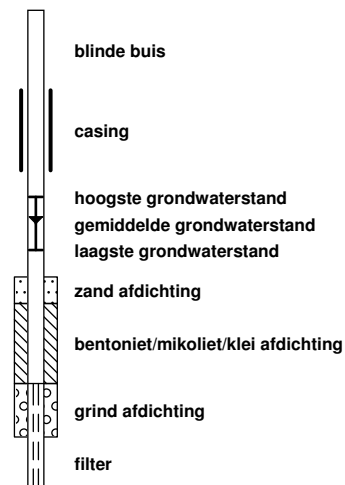 blinde buis
casing
hoogste grondwaterstand
gemiddelde grondwaterstand
laagste grondwaterstand
zand afdichting
bentoniet/mikoliet/klei afdichting
grind afdichting
filter